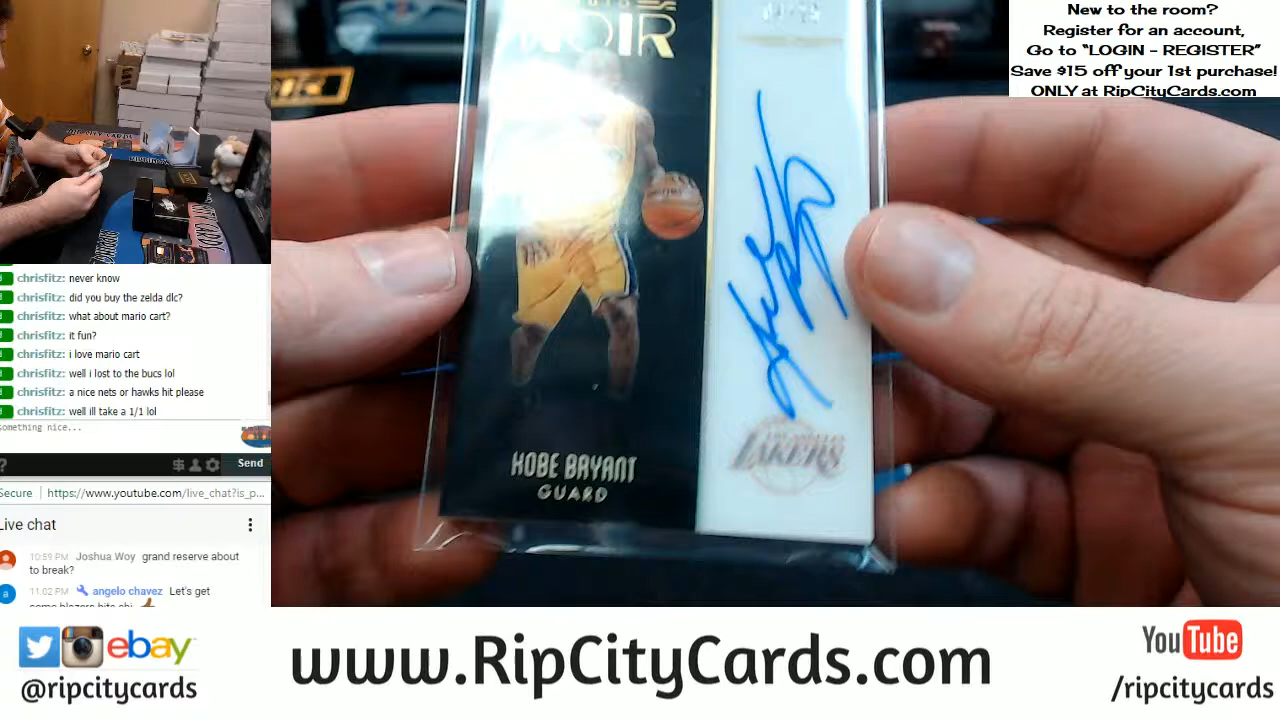 New to the room?
Register for an account,
Go to “LOGIN - REGISTER”
Save $15 off your 1st purchase!
ONLY at RipCityCards.com
NOIR
KOBE BRYANT
GUARD
LAKERS
chrisfitz: never know
chrisfitz: did you buy the zelda dlc?
chrisfitz: what about mario cart?
chrisfitz: it fun?
chrisfitz: i love mario cart
chrisfitz: well i lost to the bucs lol
chrisfitz: a nice nets or hawks hit please
chrisfitz: well ill take a 1/1 lol
something nice...
Send
Secure
https://www.youtube.com/live_chat?is_p...
Live chat
10:59 PM Joshua Woy grand reserve about
to break?
a
11:02 PM angelo chavez Let's get
ebay
@ripcitycards
www.RipCityCards.com
YouTube
/ripcitycards